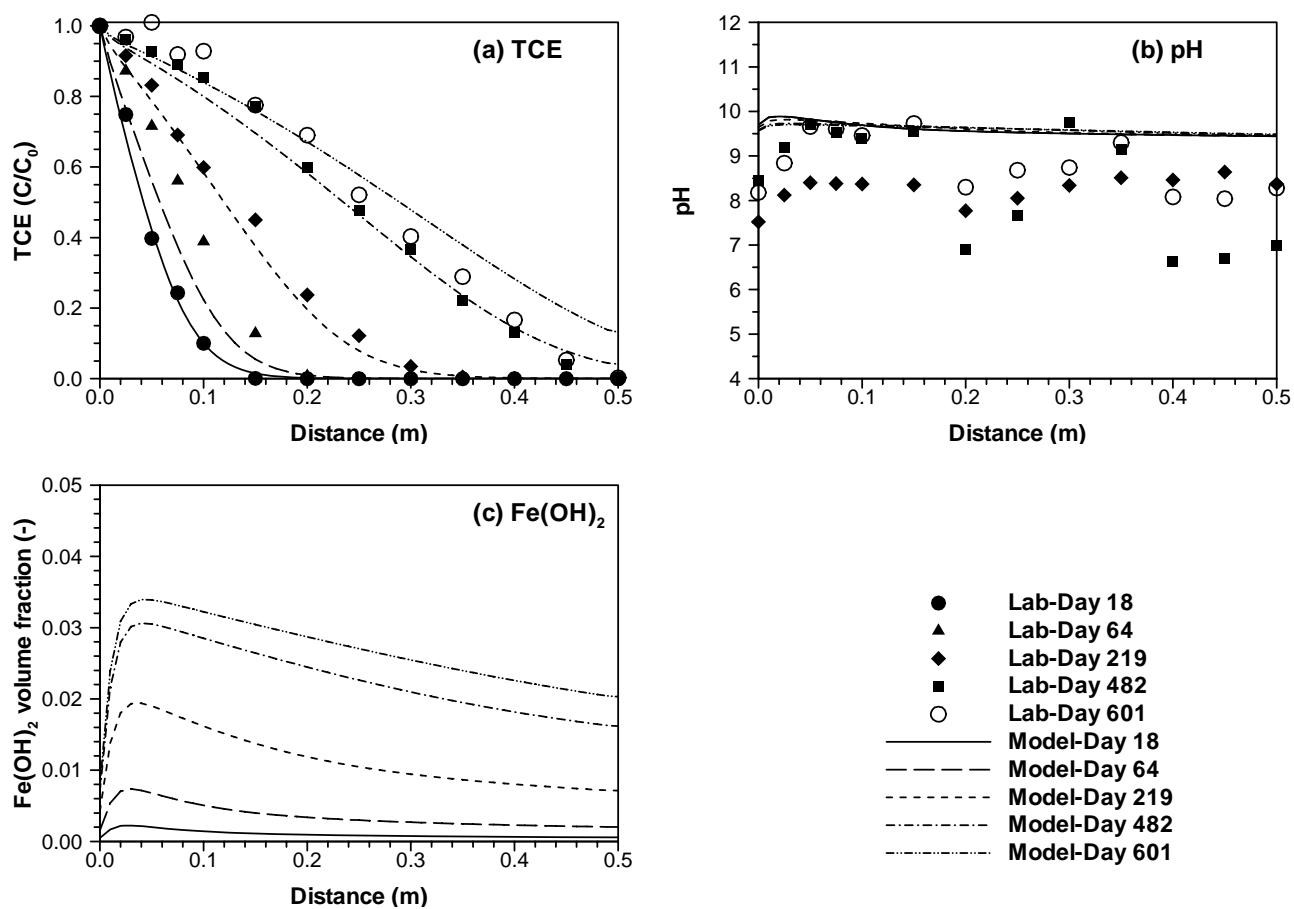 (a) TCE
TCE (C/C0)
1.0
0.8
0.6
0.4
0.2
0.0
0.0 0.1 0.2 0.3 0.4 0.5
Distance (m)
(b) pH
pH
12
11
10
9
8
7
6
5
4
0.0 0.1 0.2 0.3 0.4 0.5
Distance (m)
(c) Fe(OH)2
Fe(OH)2 volume fraction (-)
0.05
0.04
0.03
0.02
0.01
0.00
0.0 0.1 0.2 0.3 0.4 0.5
Distance (m)
Lab-Day 18
Lab-Day 64
Lab-Day 219
Lab-Day 482
Lab-Day 601
Model-Day 18
Model-Day 64
Model-Day 219
Model-Day 482
Model-Day 601